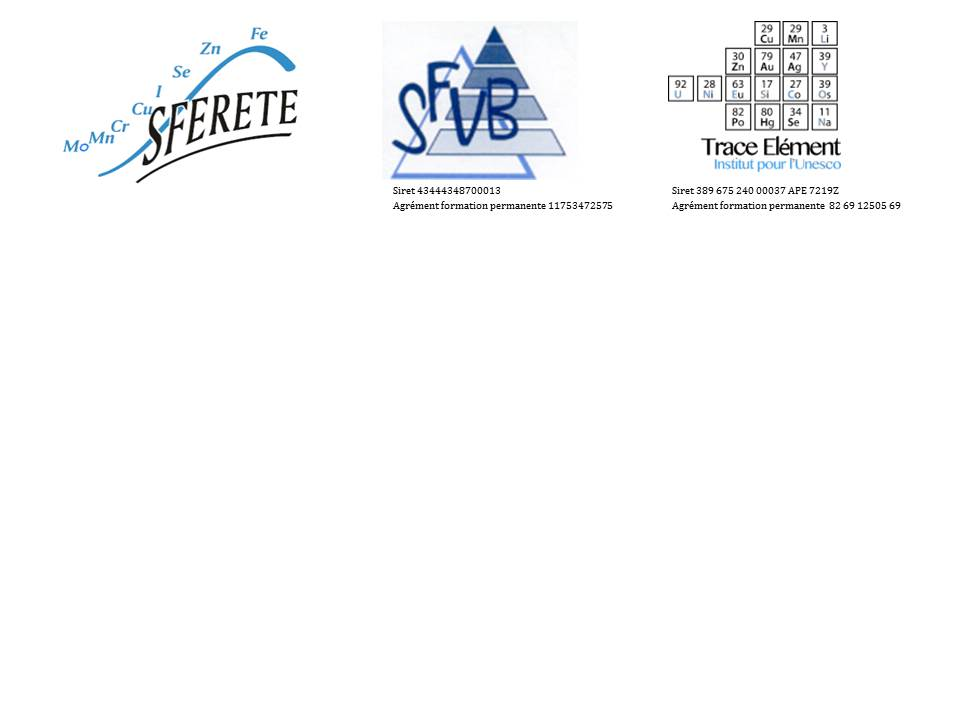 Fe
Zn
Se
I
Cu
Cr
Mn
Mo
SFERETE
SFVB
Siret 43444348700013
Agrément formation permanente 11753472575
29 Cu 29 Mn 3 Li
30 Zn 79 Au 47 Ag 39 Y
92 U 28 Ni 63 Eu 17 Si 27 Co 39 Os
82 Po 80 Hg 34 Se 11 Na
Trace Elément
Institut pour l'Unesco
Siret 389 675 240 00037 APE 7219Z
Agrément formation permanente 82 69 12505 69